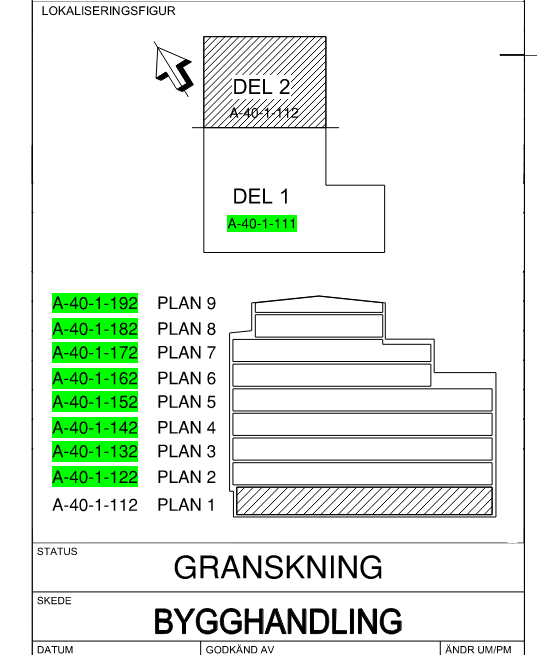 LOKALISERINGSFIGUR
DEL 2
A-40-1-112
DEL 1
A-40-1-111
A-40-1-192 PLAN 9
A-40-1-182 PLAN 8
A-40-1-172 PLAN 7
A-40-1-162 PLAN 6
A-40-1-152 PLAN 5
A-40-1-142 PLAN 4
A-40-1-132 PLAN 3
A-40-1-122 PLAN 2
A-40-1-112 PLAN 1
STATUS
GRANSKNING
SKEDE
BYGGHANDLING
DATUM GODKÄND AV ÄNDR UM/PM